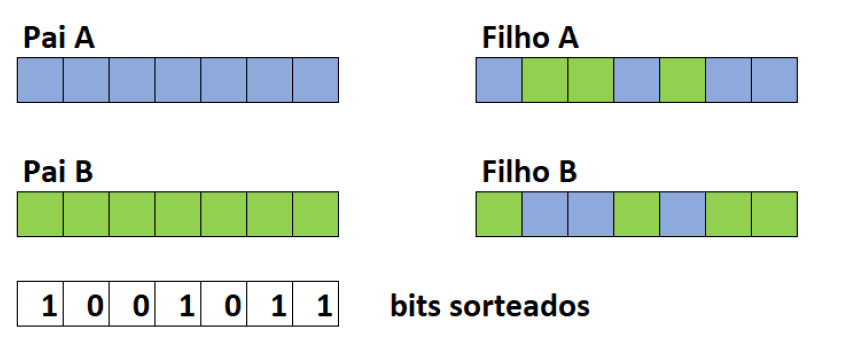 Pai A
Filho A
Pai B
Filho B
1 0 0 1 0 1 1
bits sorteados